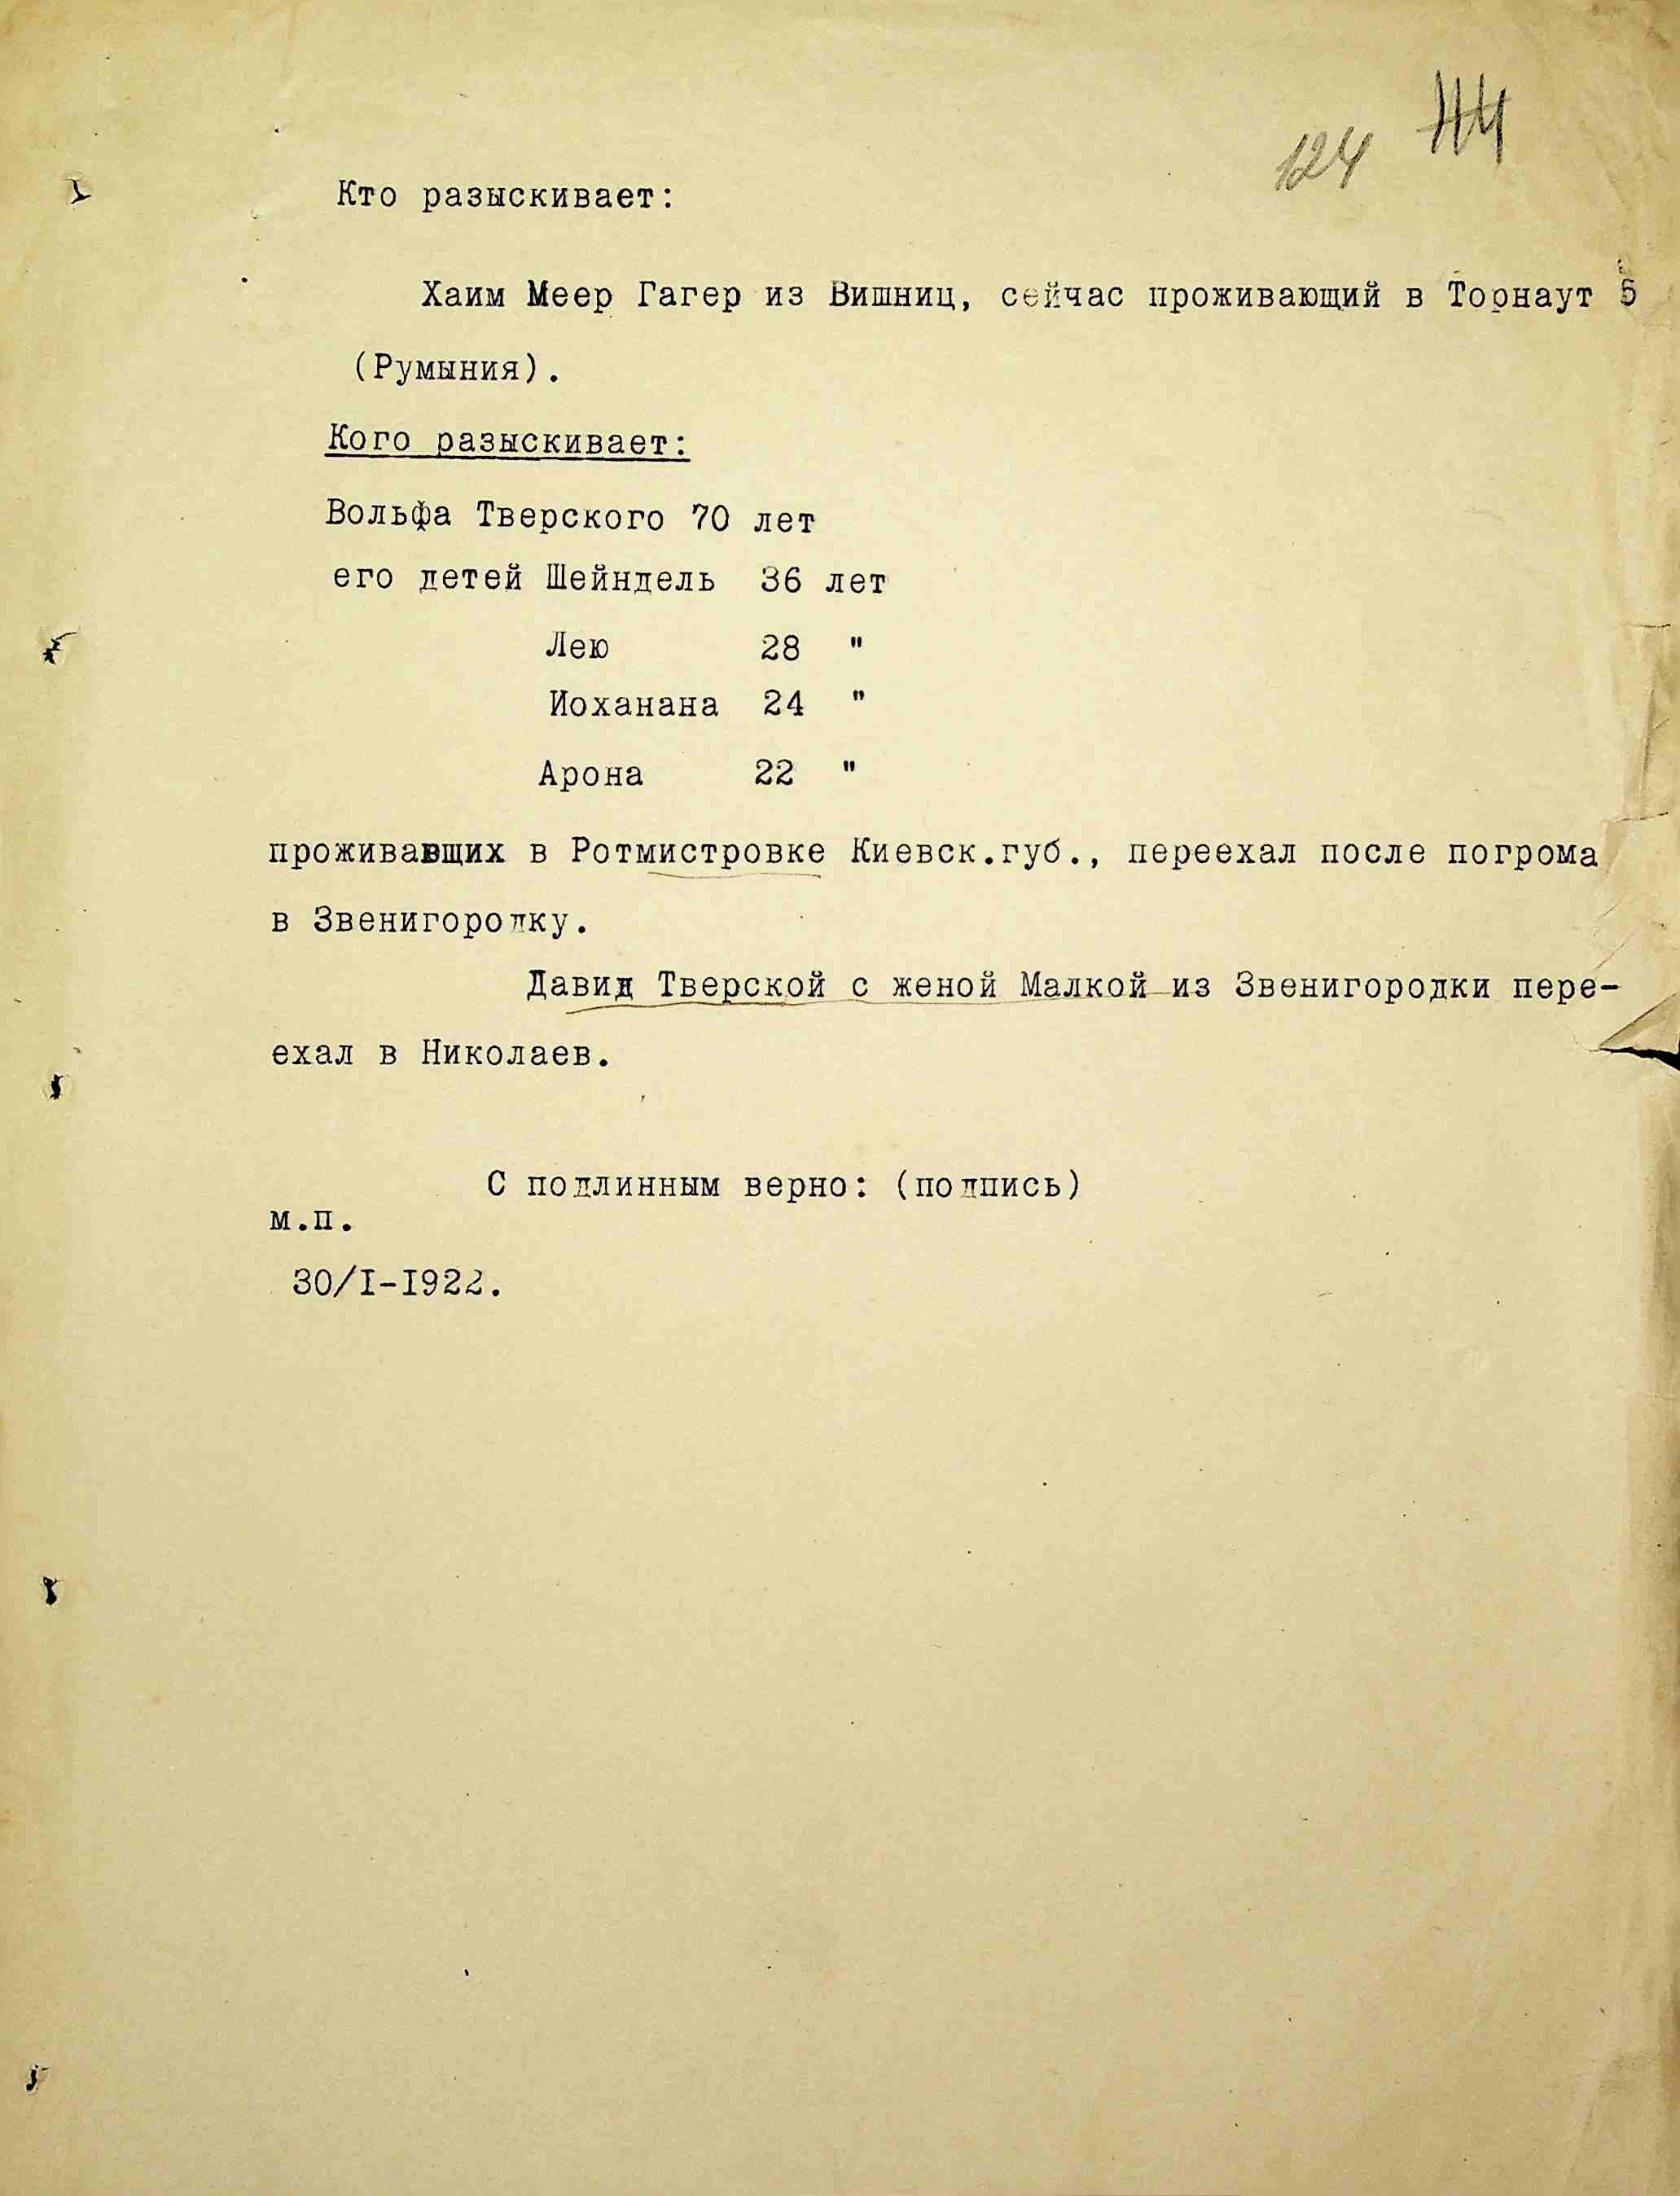 124
Кто разыскивает:
Хаим Меер Гагер из Вишниц, сейчас проживающий в Торнаут 5
(Румыния).
Кого разыскивает:
Вольфа Тверского 70 лет
его детей Шейндель 36 лет
Лею 28 "
Иоханана 24 "
Арона 22 "
проживавших в Ротмистровке Киевск.губ., переехал после погрома
в Звенигородку.
Давид Тверской с женой Малкой из Звенигородки пере-
ехал в Николаев.
С подлинным верно: (подпись)
м.п.
30/I-I922.